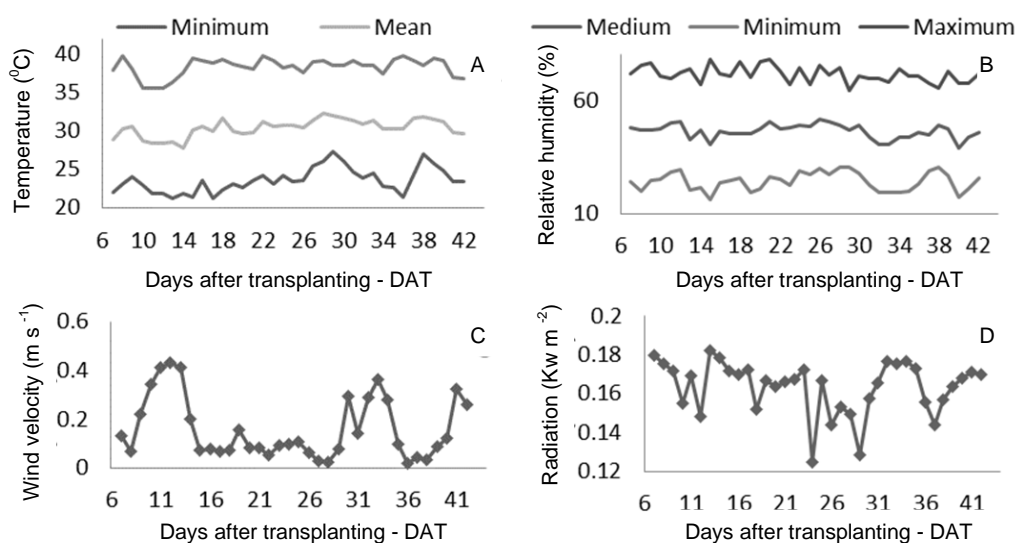 Minimum Mean
Temperature (⁰C)
A
40
35
30
25
20
6 10 14 18 22 26 30 34 38 42
Days after transplanting - DAT
Medium Minimum Maximum
Relative humidity (%)
B
60
10
6 10 14 18 22 26 30 34 38 42
Days after transplanting - DAT
Wind velocity (m s⁻¹)
C
0.6
0.4
0.2
0
6 11 16 21 26 31 36 41
Days after transplanting - DAT
Radiation (Kw m⁻²)
D
0.2
0.18
0.16
0.14
0.12
6 11 16 21 26 31 36 41
Days after transplanting - DAT